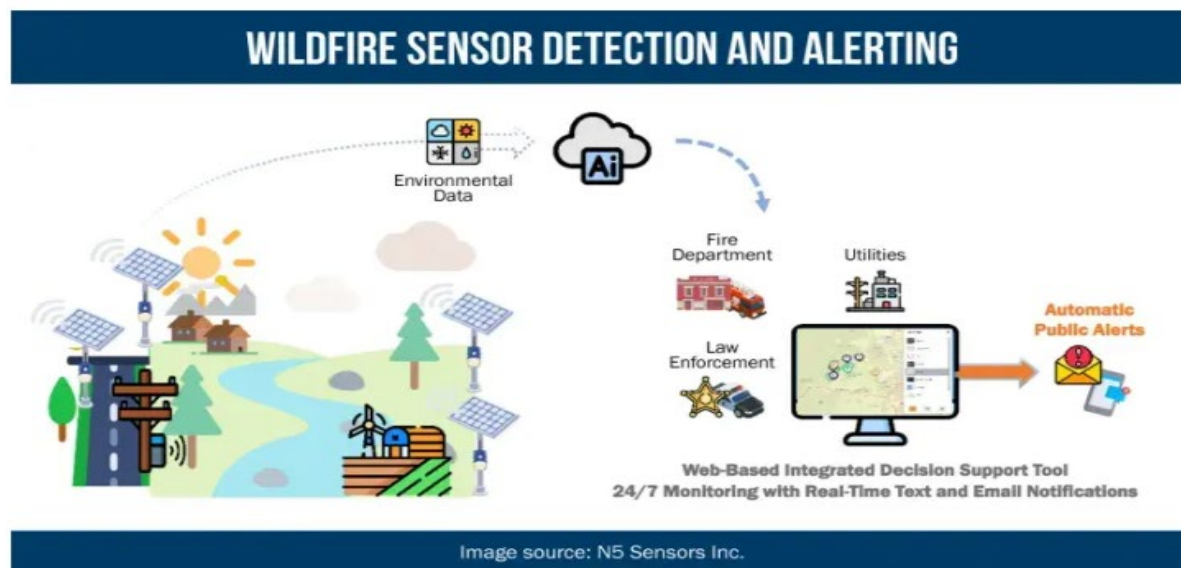 WILDFIRE SENSOR DETECTION AND ALERTING
Environmental
Data
Ai
Fire
Department
Utilities
Law
Enforcement
Automatic
Public Alerts
Web-Based Integrated Decision Support Tool
24/7 Monitoring with Real-Time Text and Email Notifications
Image source: N5 Sensors Inc.